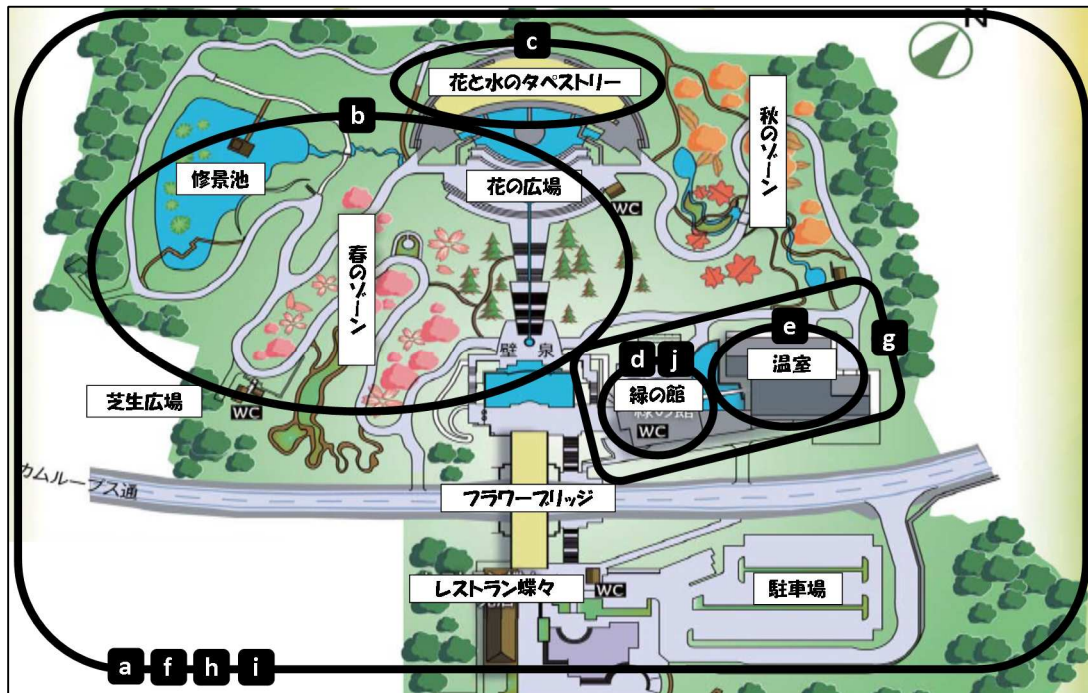 N
c
花と水のタペストリー
b
修景池
秋のゾーン
花の広場
WC
春のゾーン
壁泉
e
g
温室
d
j
緑の館
緑の館
WC
芝生広場
WC
カムループス通
フラワーブリッジ
レストラン蝶々
WC
駐車場
a
f
h
i